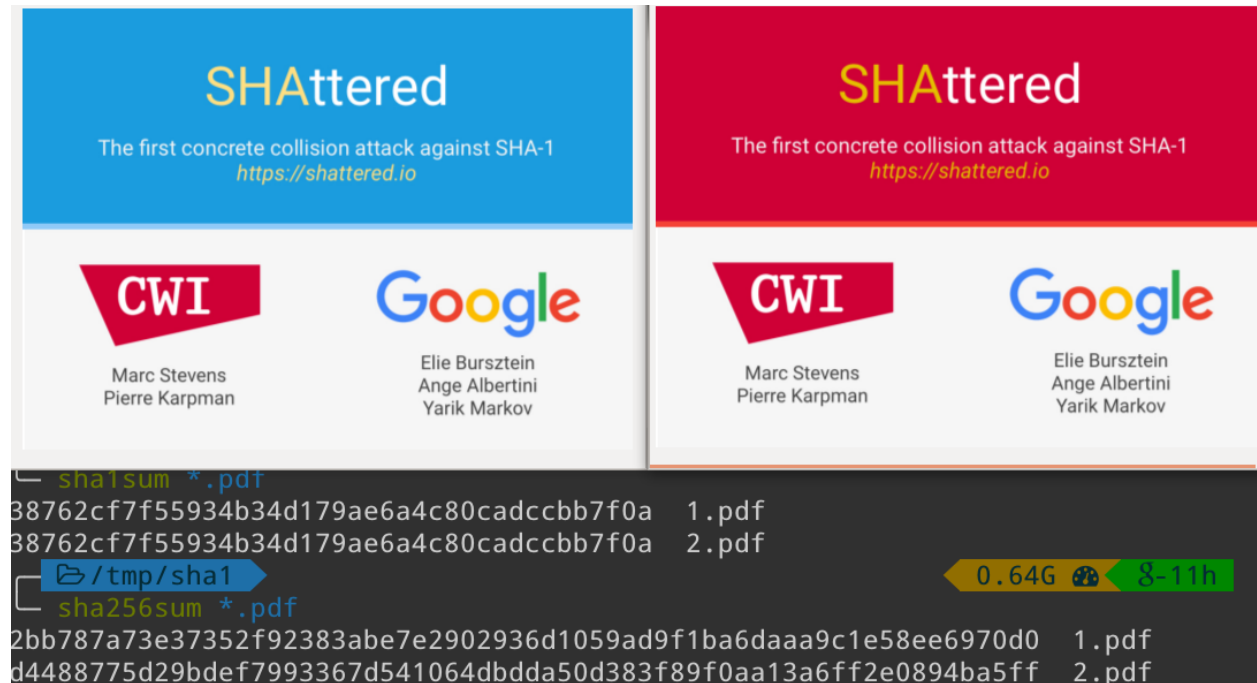 SHAttered
The first concrete collision attack against SHA-1
https://shattered.io
CWI
Google
Marc Stevens
Pierre Karpman
Elie Bursztein
Ange Albertini
Yarik Markov
SHAttered
The first concrete collision attack against SHA-1
https://shattered.io
CWI
Google
Marc Stevens
Pierre Karpman
Elie Bursztein
Ange Albertini
Yarik Markov
sha1sum *.pdf
38762cf7f55934b34d179ae6a4c80cadccbb7f0a 1.pdf
38762cf7f55934b34d179ae6a4c80cadccbb7f0a 2.pdf
/tmp/sha1 0.64G 8-11h
sha256sum *.pdf
2bb787a73e37352f92383abe7e2902936d1059ad9f1ba6daaa9c1e58ee6970d0 1.pdf
d4488775d29bdef7993367d541064dbdda50d383f89f0aa13a6ff2e0894ba5ff 2.pdf